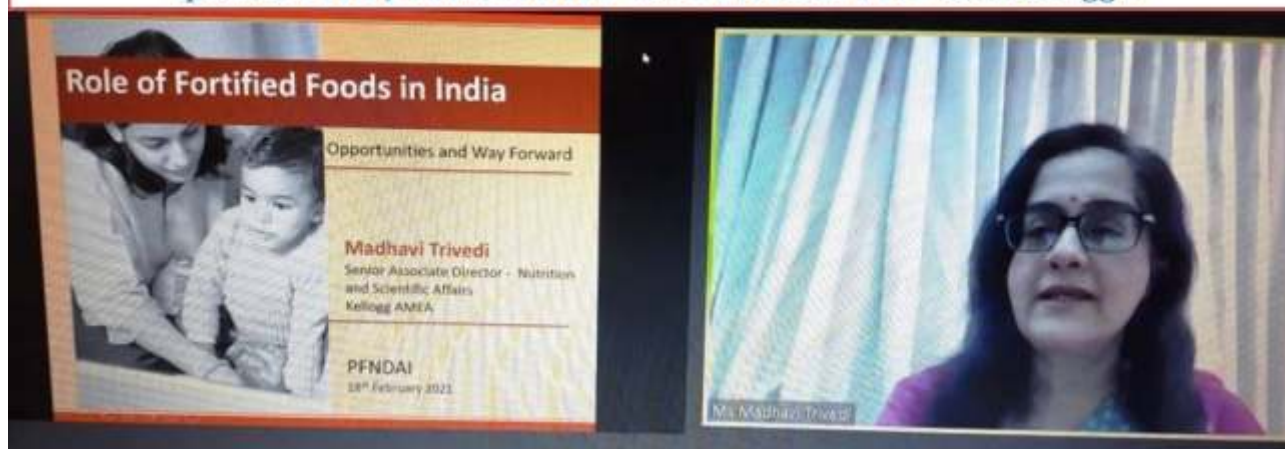 Role of Fortified Foods in India
Opportunities and Way Forward
Madhavi Trivedi
Senior Associate Director - Nutrition
and Scientific Affairs
Kellogg AMEA
PFNDAI
18th February 2021
Ms Madhavi Trivedi